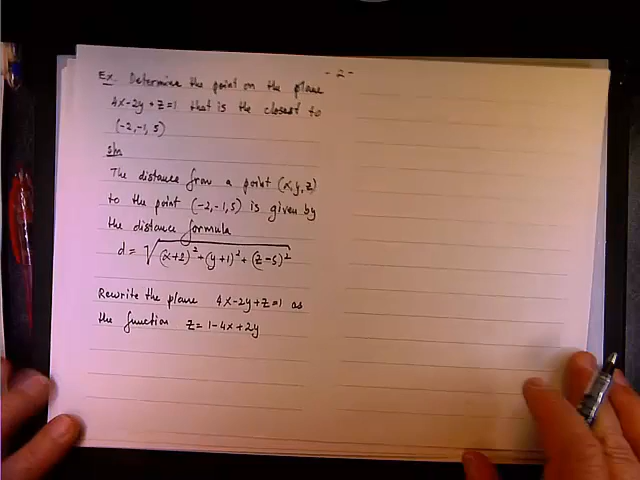 - 2 -
Ex. Determine the point on the plane
4x-2y+z=1 that is the closest to
(-2,-1,5)
Sln
The distance from a point (x,y,z)
to the point (-2,-1,5) is given by
the distance formula
d = √(x+2)²+(y+1)²+(z-5)²
Rewrite the plane 4x-2y+z=1 as
the function z=1-4x+2y